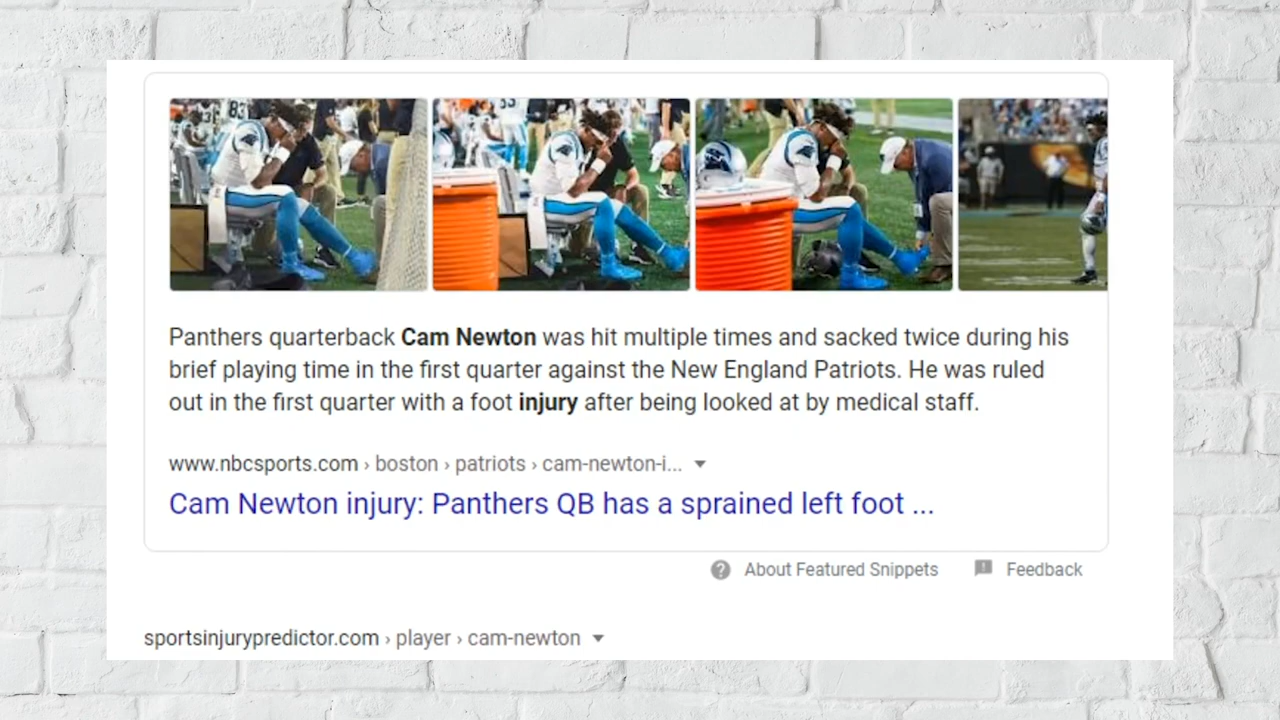 83
Panthers quarterback Cam Newton was hit multiple times and sacked twice during his
brief playing time in the first quarter against the New England Patriots. He was ruled
out in the first quarter with a foot injury after being looked at by medical staff.
www.nbcsports.com › boston › patriots › cam-newton-i...
Cam Newton injury: Panthers QB has a sprained left foot ...
About Featured Snippets Feedback
sportsinjurypredictor.com › player › cam-newton